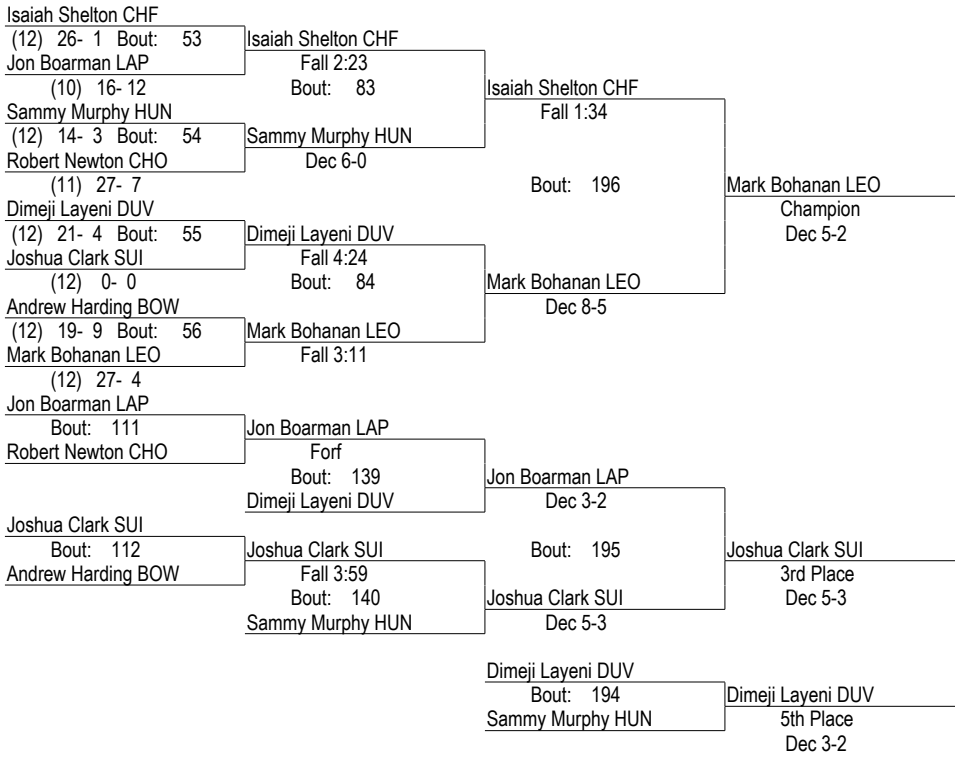 Isaiah Shelton CHF
(12) 26- 1 Bout: 53 Isaiah Shelton CHF
Jon Boarman LAP Fall 2:23
(10) 16- 12 Bout: 83 Isaiah Shelton CHF
Sammy Murphy HUN Fall 1:34
(12) 14- 3 Bout: 54 Sammy Murphy HUN
Robert Newton CHO Dec 6-0
(11) 27- 7 Bout: 196 Mark Bohanan LEO
Dimeji Layeni DUV Champion
(12) 21- 4 Bout: 55 Dimeji Layeni DUV Dec 5-2
Joshua Clark SUI Fall 4:24
(12) 0- 0 Bout: 84 Mark Bohanan LEO
Andrew Harding BOW Dec 8-5
(12) 19- 9 Bout: 56 Mark Bohanan LEO
Mark Bohanan LEO Fall 3:11
(12) 27- 4
Jon Boarman LAP
Bout: 111 Jon Boarman LAP
Robert Newton CHO Forf
Bout: 139 Jon Boarman LAP
Dimeji Layeni DUV Dec 3-2
Joshua Clark SUI
Bout: 112 Joshua Clark SUI Bout: 195 Joshua Clark SUI
Andrew Harding BOW Fall 3:59 3rd Place
Bout: 140 Joshua Clark SUI Dec 5-3
Sammy Murphy HUN Dec 5-3
Dimeji Layeni DUV
Bout: 194 Dimeji Layeni DUV
Sammy Murphy HUN 5th Place
Dec 3-2